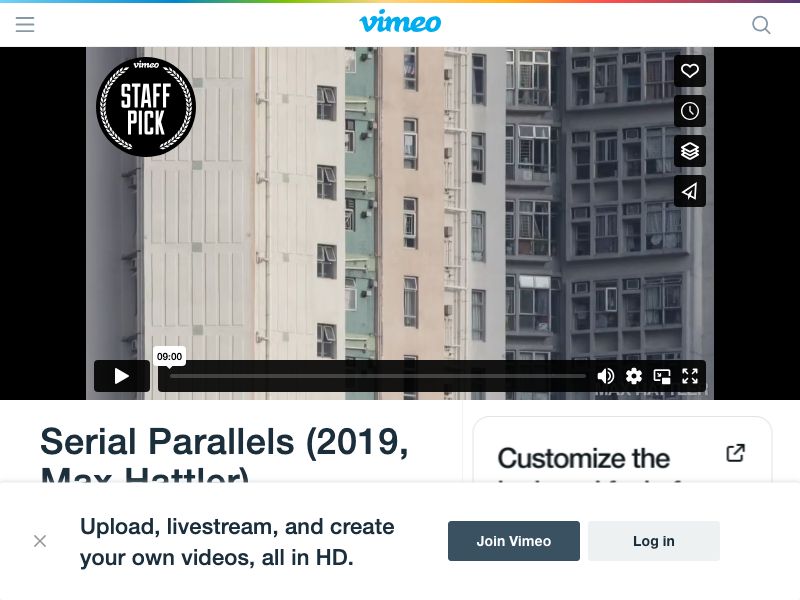 vimeo
vimeo
STAFF
PICK
09:00
MAX HATTLER
Serial Parallels (2019,
Max Hattler)
Customize the
Upload, livestream, and create
your own videos, all in HD.
Join Vimeo
Log in